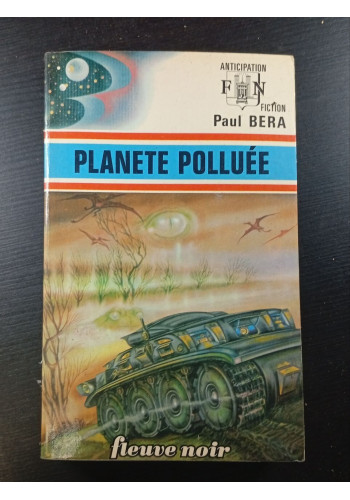 ANTICIPATION
FN
FICTION
Paul BERA
PLANETE POLLUÉE
fleuve noir